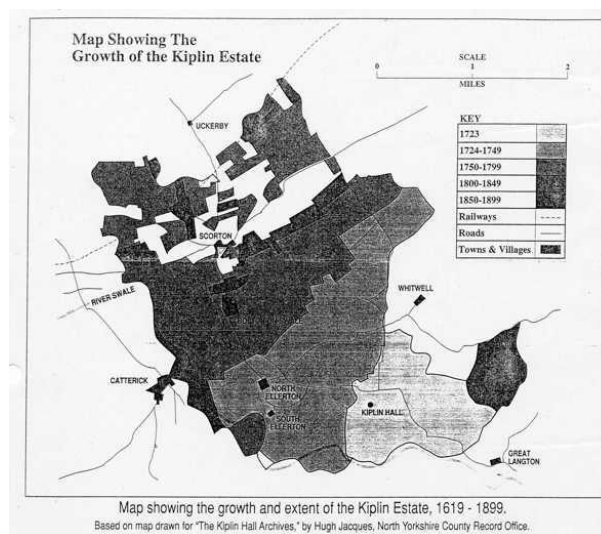 Map Showing The
Growth of the Kiplin Estate
SCALE
0 1 2
MILES
KEY
1723
1724-1749
1750-1799
1800-1849
1850-1899
Railways
Roads
Towns & Villages
UCKERBY
SCORTON
RIVER SWALE
WHITWELL
CATTERICK
NORTH
ELLERTON
KIPLIN HALL
SOUTH
ELLERTON
GREAT
LANGTON
Map showing the growth and extent of the Kiplin Estate, 1619 - 1899.
Based on map drawn for "The Kiplin Hall Archives," by Hugh Jacques, North Yorkshire County Record Office.